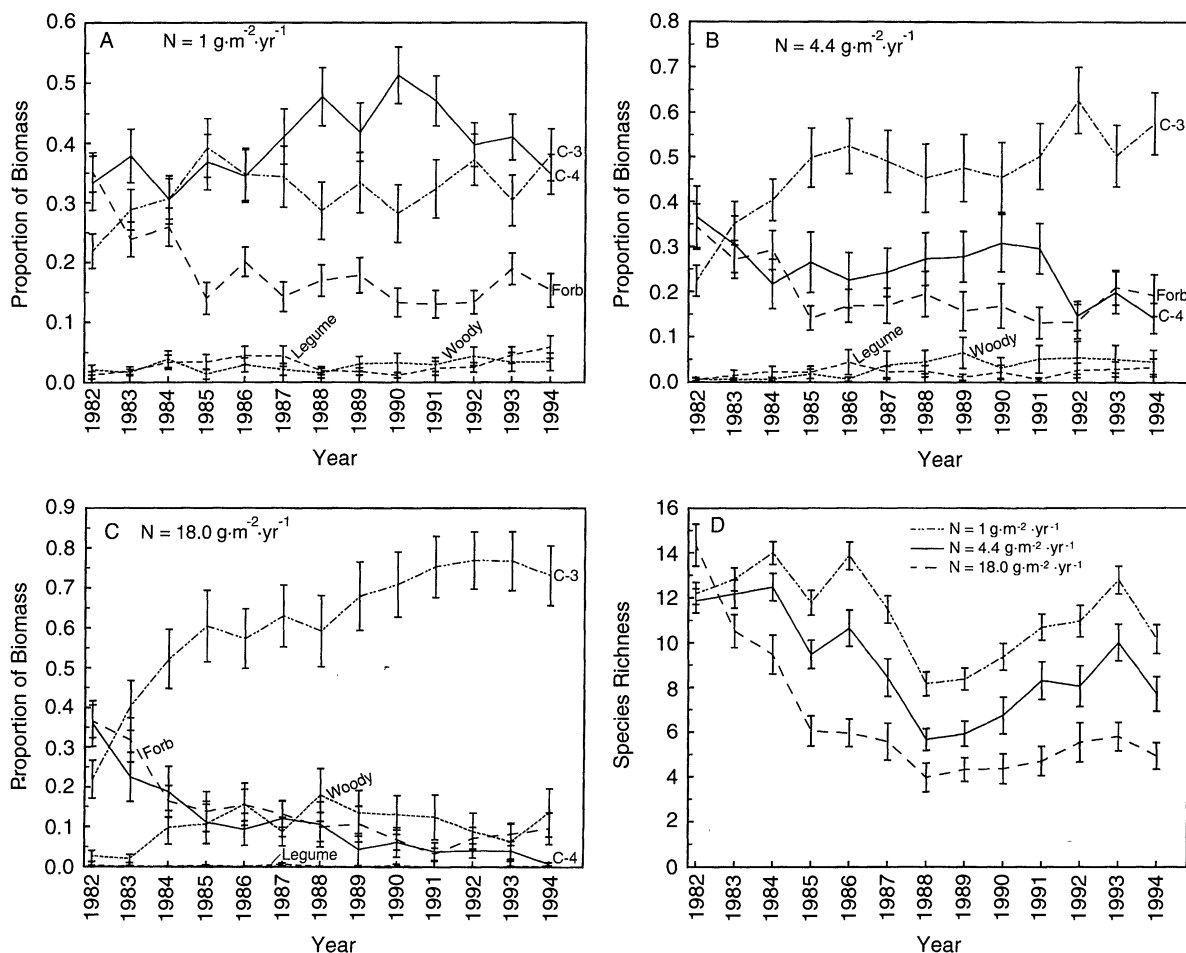 A
N = 1 g·m⁻²·yr⁻¹
0.6
0.5
0.4
0.3
0.2
0.1
0.0
Proportion of Biomass
C-3
C-4
Forb
Legume
Woody
1982
1983
1984
1985
1986
1987
1988
1989
1990
1991
1992
1993
1994
Year
B
N = 4.4 g·m⁻²·yr⁻¹
0.8
0.7
0.6
0.5
0.4
0.3
0.2
0.1
0.0
Proportion of Biomass
C-3
Forb
C-4
Legume
Woody
1982
1983
1984
1985
1986
1987
1988
1989
1990
1991
1992
1993
1994
Year
C
N = 18.0 g·m⁻²·yr⁻¹
0.9
0.8
0.7
0.6
0.5
0.4
0.3
0.2
0.1
0.0
Proportion of Biomass
C-3
Forb
Woody
Legume
C-4
1982
1983
1984
1985
1986
1987
1988
1989
1990
1991
1992
1993
1994
Year
D
N = 1 g·m⁻²·yr⁻¹
N = 4.4 g·m⁻²·yr⁻¹
N = 18.0 g·m⁻²·yr⁻¹
16
14
12
10
8
6
4
2
0
Species Richness
1982
1983
1984
1985
1986
1987
1988
1989
1990
1991
1992
1993
1994
Year